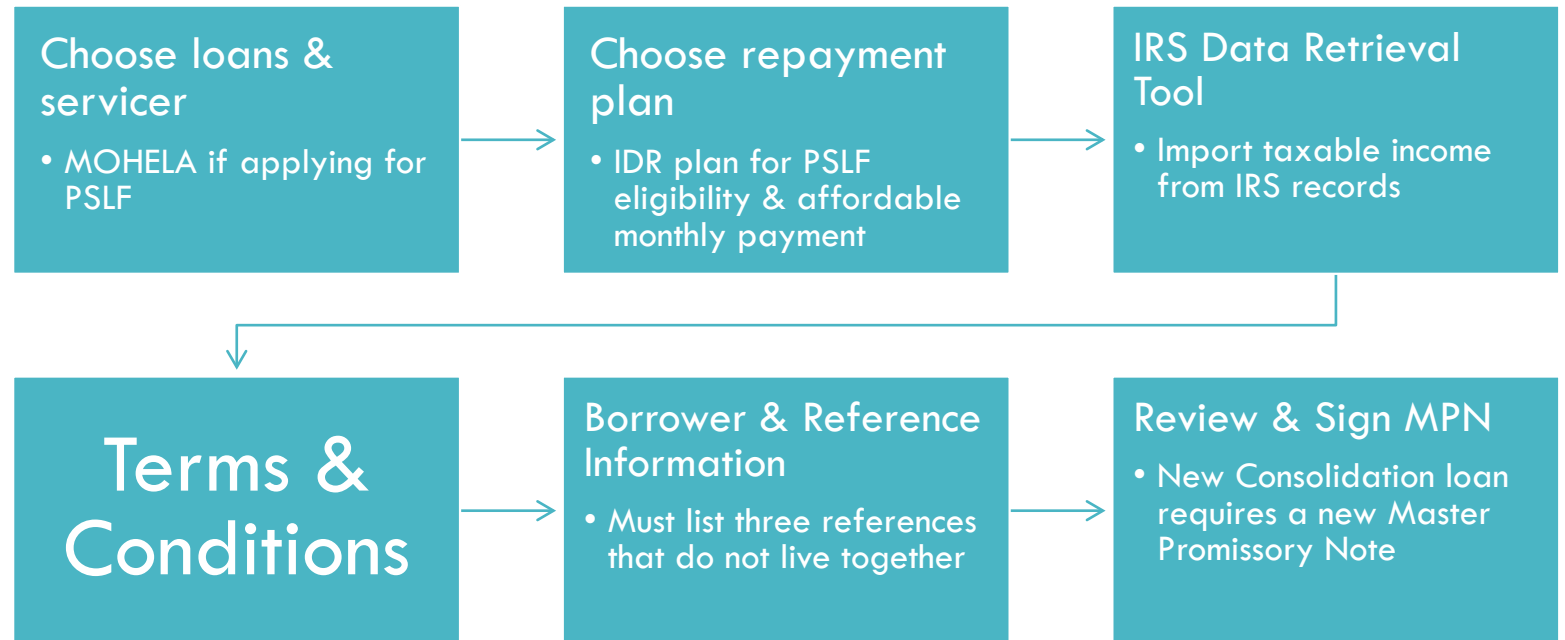 Choose loans &
servicer
• MOHELA if applying for
PSLF
Choose repayment
plan
• IDR plan for PSLF
eligibility & affordable
monthly payment
IRS Data Retrieval
Tool
• Import taxable income
from IRS records
Terms &
Conditions
Borrower & Reference
Information
• Must list three references
that do not live together
Review & Sign MPN
• New Consolidation loan
requires a new Master
Promissory Note